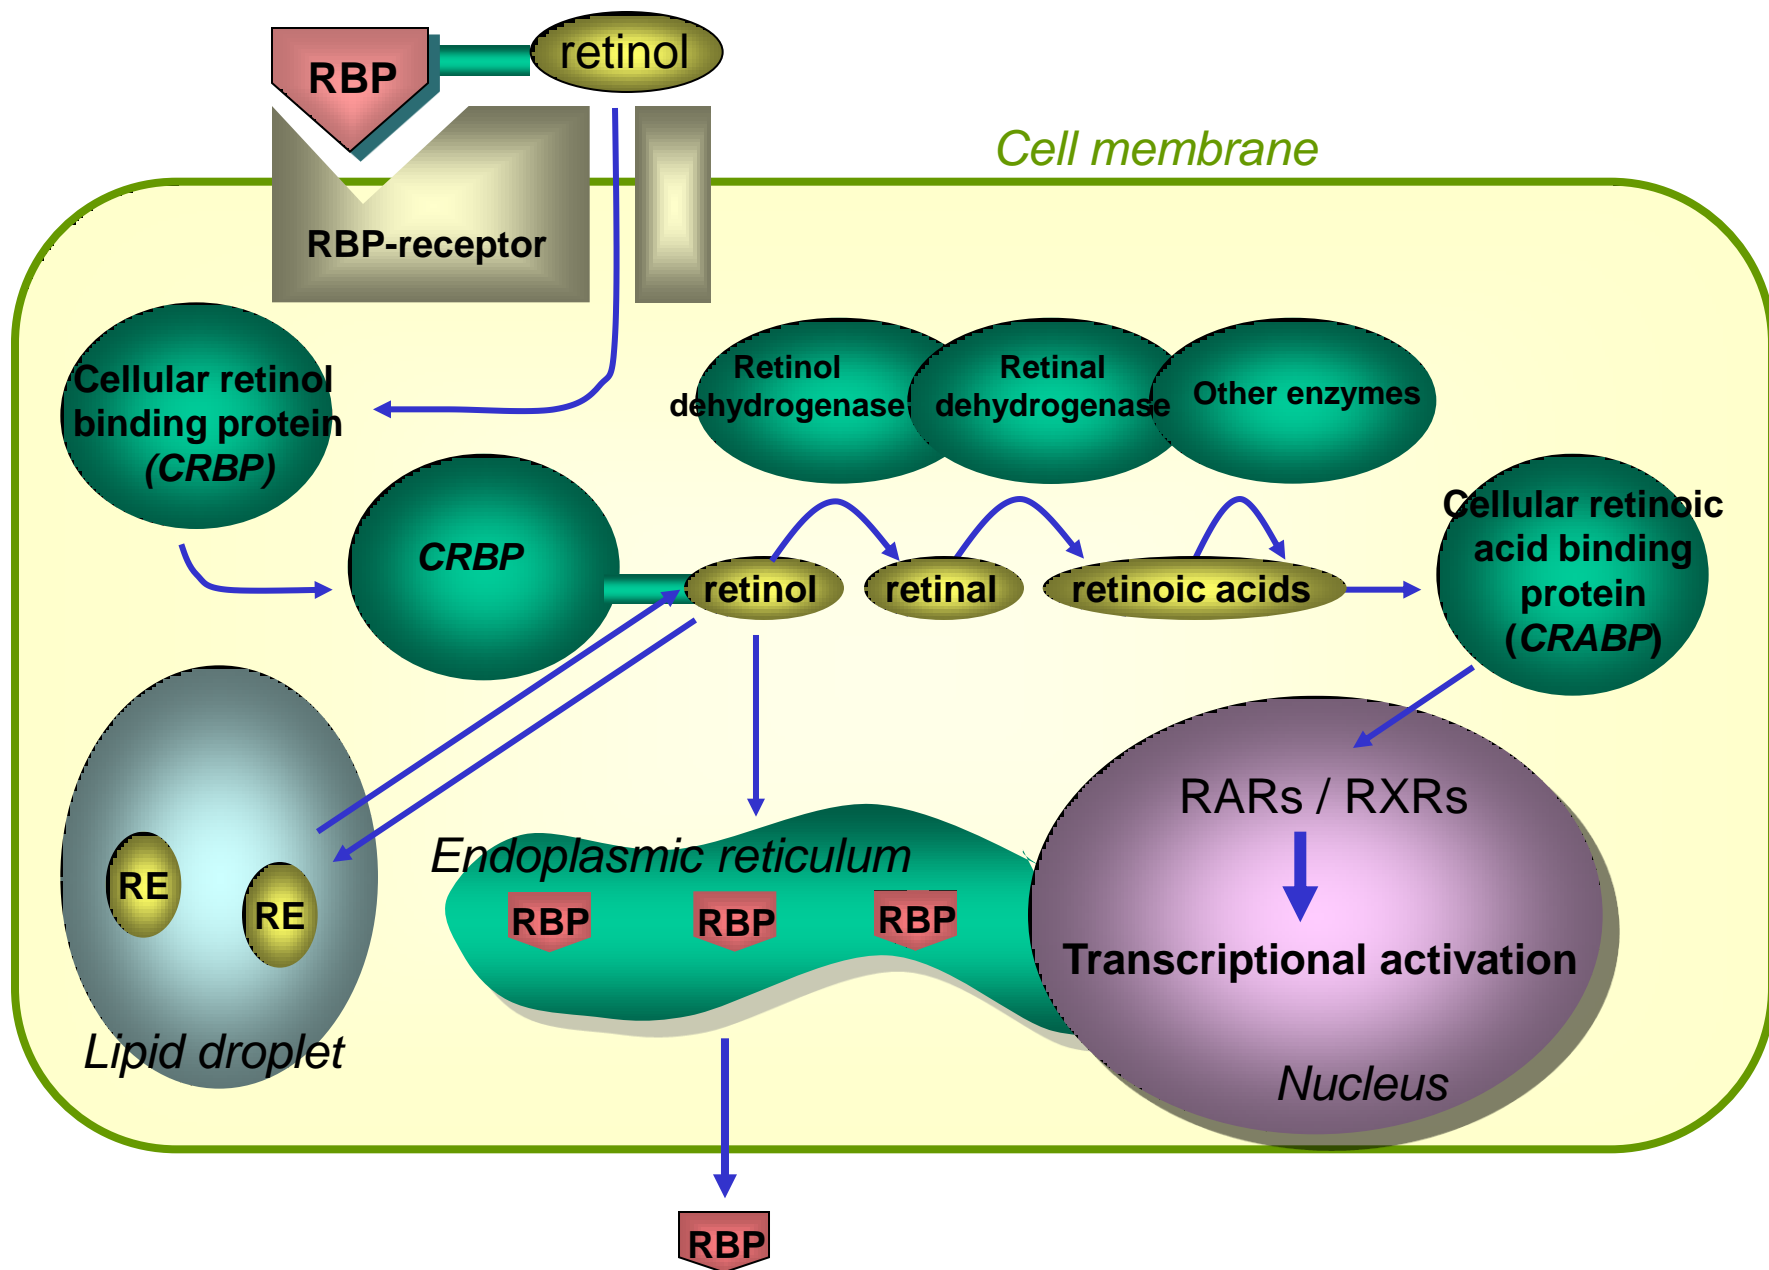 RBP
retinol
Cell membrane
RBP-receptor
Cellular retinol
binding protein
(CRBP)
Retinol
dehydrogenase
Retinal
dehydrogenase
Other enzymes
CRBP
retinol
retinal
retinoic acids
Cellular retinoic
acid binding
protein
(CRABP)
RE
RE
Lipid droplet
Endoplasmic reticulum
RBP
RBP
RBP
RARs / RXRs
Transcriptional activation
Nucleus
RBP